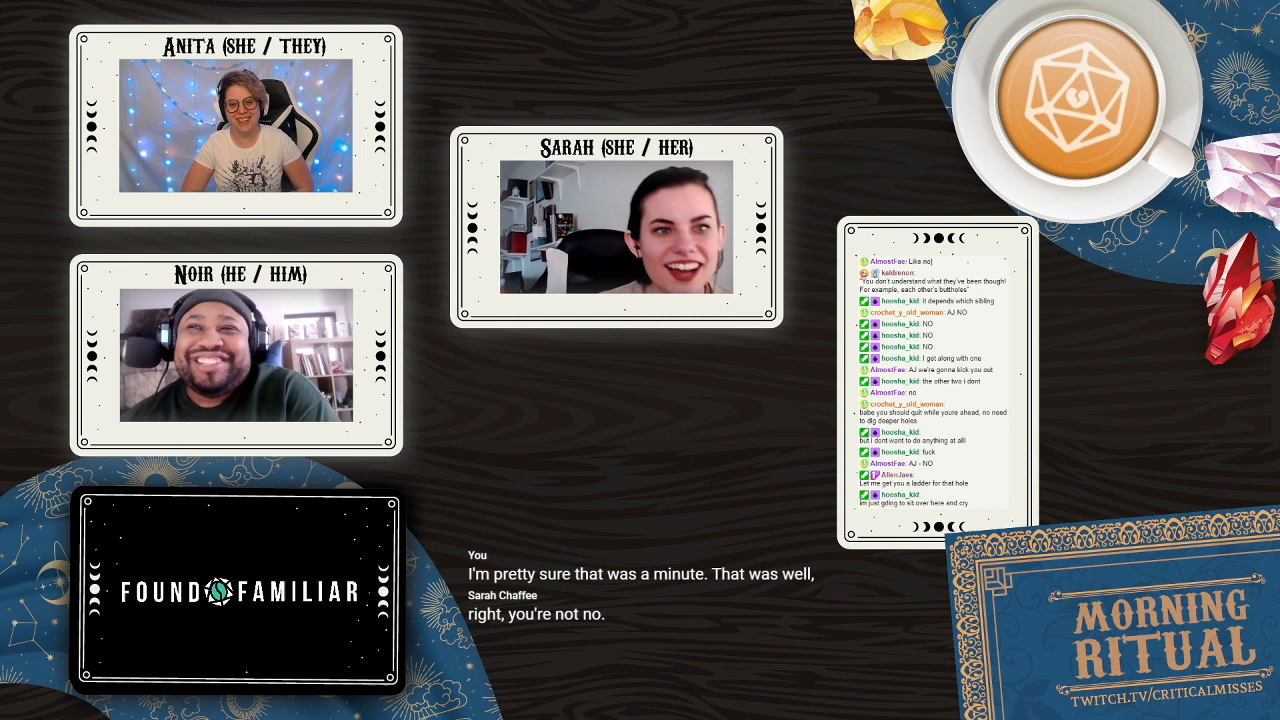 ANITA (SHE / THEY)
SARAH (SHE / HER)
NOIR (HE / HIM)
FOUND FAMILIAR
AlmostFae: Like no|
kaldrenon:
"You don't understand what they've been though!
For example, each other's buttholes"
hoosha_kid: it depends which sibling
crochet_y_old_woman: AJ NO
hoosha_kid: NO
hoosha_kid: NO
hoosha_kid: NO
hoosha_kid: I get along with one
AlmostFae: AJ we're gonna kick you out
hoosha_kid: the other two i dont
AlmostFae: no
crochet_y_old_woman:
babe you should quit while youre ahead, no need
to dig deeper holes
hoosha_kid:
but i dont want to do anything at alll
hoosha_kid: fuck
AlmostFae: AJ - NO
AlienJaes:
Let me get you a ladder for that hole
hoosha_kid:
im just gding to sit over here and cry
You
I'm pretty sure that was a minute. That was well,
Sarah Chaffee
right, you're not no.
MORNING
RITUAL
TWITCH.TV/CRITICALMISSES